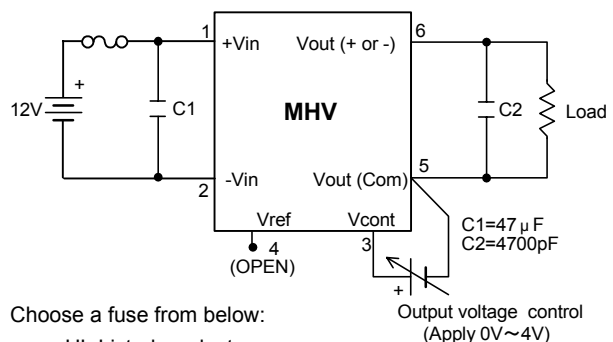 1
+Vin
Vout (+ or -)
6
+
12V
C1
MHV
C2
Load
2
-Vin
Vout (Com)
5
Vref
Vcont
4
(OPEN)
3
C1=47μF
C2=4700pF
+
Output voltage control
(Apply 0V～4V)
Choose a fuse from below: